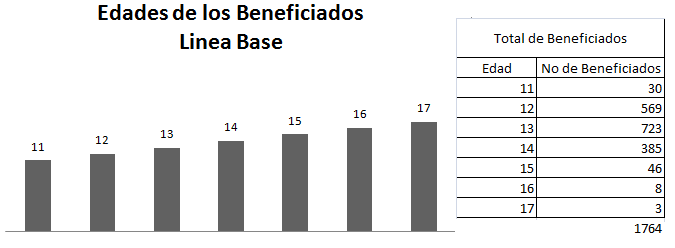 Edades de los Beneficiados
Linea Base
11 12 13 14 15 16 17
Total de Beneficiados
Edad No de Beneficiados
11 30
12 569
13 723
14 385
15 46
16 8
17 3
1764